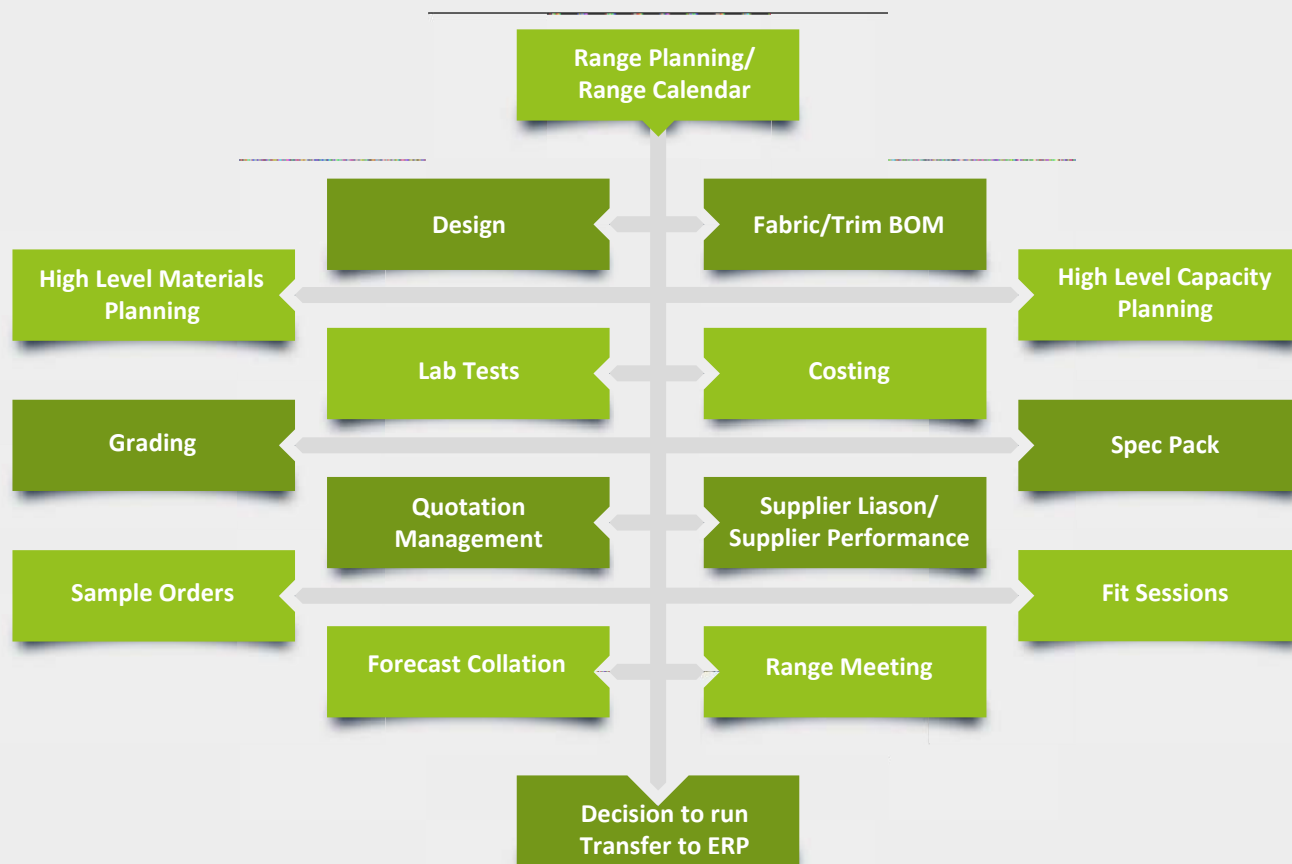 Range Planning/
Range Calendar
Design
Fabric/Trim BOM
High Level Materials
Planning
High Level Capacity
Planning
Lab Tests
Costing
Grading
Spec Pack
Quotation
Management
Supplier Liason/
Supplier Performance
Sample Orders
Fit Sessions
Forecast Collation
Range Meeting
Decision to run
Transfer to ERP